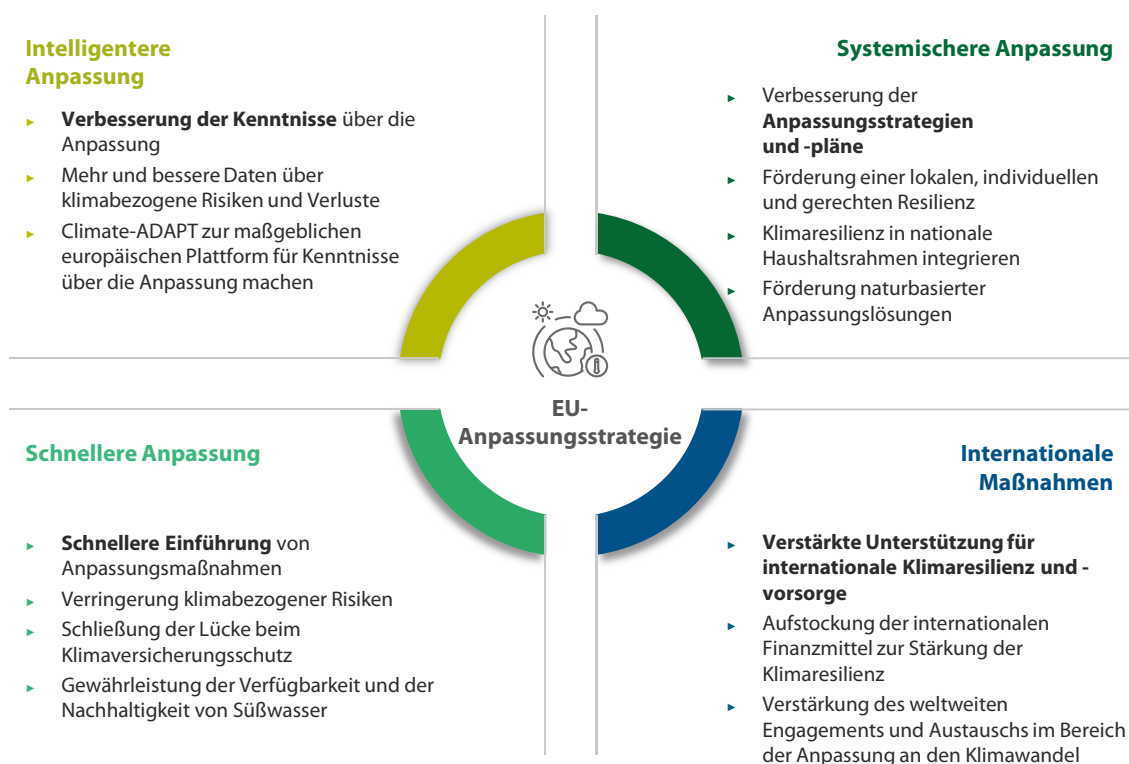 Intelligentere
Anpassung
► Verbesserung der Kenntnisse über die
Anpassung
► Mehr und bessere Daten über
klimabezogene Risiken und Verluste
► Climate-ADAPT zur maßgeblichen
europäischen Plattform für Kenntnisse
über die Anpassung machen
Systemischere Anpassung
► Verbesserung der
Anpassungsstrategien
und -pläne
► Förderung einer lokalen, individuellen
und gerechten Resilienz
► Klimaresilienz in nationale
Haushaltsrahmen integrieren
► Förderung naturbasierter
Anpassungslösungen
EU-
Anpassungsstrategie
Schnellere Anpassung
► Schnellere Einführung von
Anpassungsmaßnahmen
► Verringerung klimabezogener Risiken
► Schließung der Lücke beim
Klimaversicherungsschutz
► Gewährleistung der Verfügbarkeit und der
Nachhaltigkeit von Süßwasser
Internationale
Maßnahmen
► Verstärkte Unterstützung für
internationale Klimaresilienz und -
vorsorge
► Aufstockung der internationalen
Finanzmittel zur Stärkung der
Klimaresilienz
► Verstärkung des weltweiten
Engagements und Austauschs im Bereich
der Anpassung an den Klimawandel